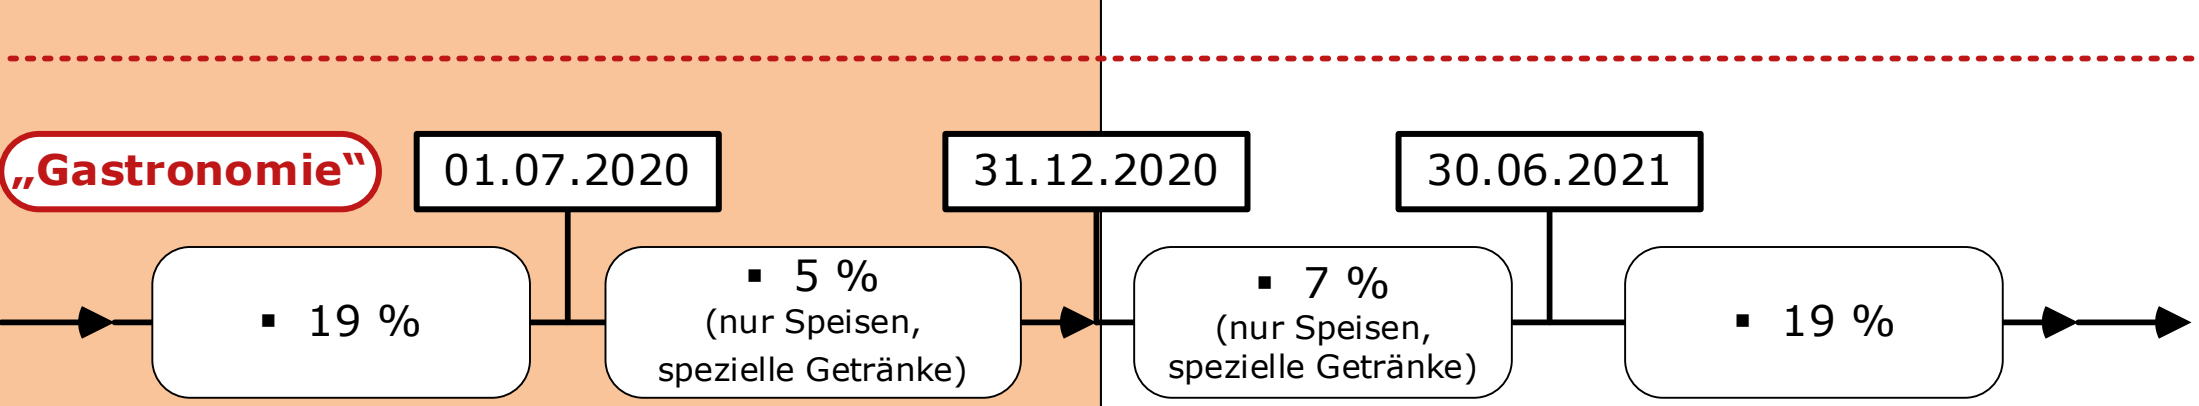 „Gastronomie“
01.07.2020
31.12.2020
30.06.2021
▪ 19 %
▪ 5 %
(nur Speisen,
spezielle Getränke)
▪ 7 %
(nur Speisen,
spezielle Getränke)
▪ 19 %